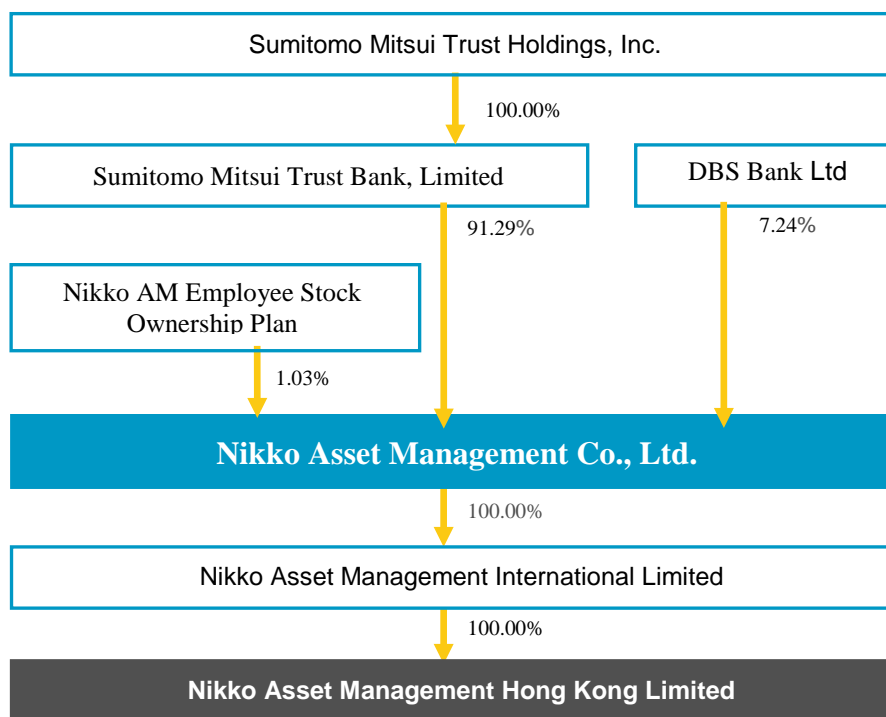 Sumitomo Mitsui Trust Holdings, Inc.
100.00%
Sumitomo Mitsui Trust Bank, Limited
DBS Bank Ltd
91.29%
7.24%
Nikko AM Employee Stock
Ownership Plan
1.03%
Nikko Asset Management Co., Ltd.
100.00%
Nikko Asset Management International Limited
100.00%
Nikko Asset Management Hong Kong Limited